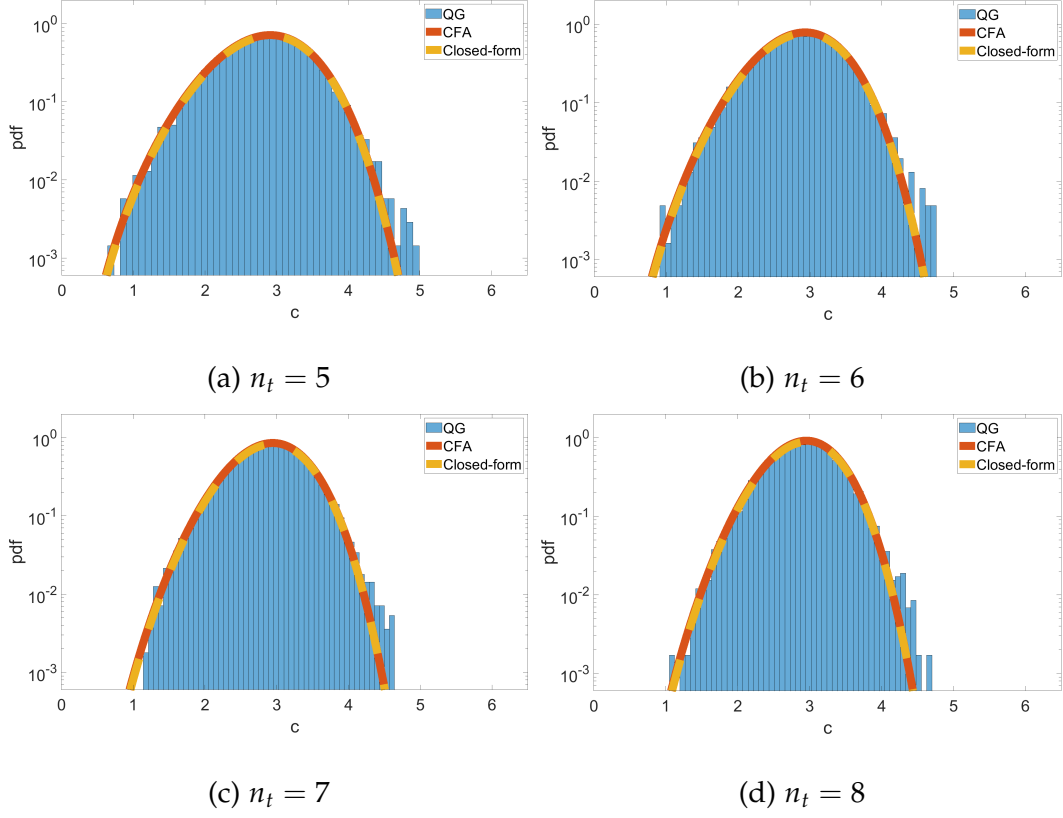 10^0
10^-1
10^-2
10^-3
pdf
0 1 2 3 4 5 6
c
QG
CFA
Closed-form
(a) n_t = 5
10^0
10^-1
10^-2
10^-3
pdf
0 1 2 3 4 5 6
c
QG
CFA
Closed-form
(b) n_t = 6
10^0
10^-1
10^-2
10^-3
pdf
0 1 2 3 4 5 6
c
QG
CFA
Closed-form
(c) n_t = 7
10^0
10^-1
10^-2
10^-3
pdf
0 1 2 3 4 5 6
c
QG
CFA
Closed-form
(d) n_t = 8